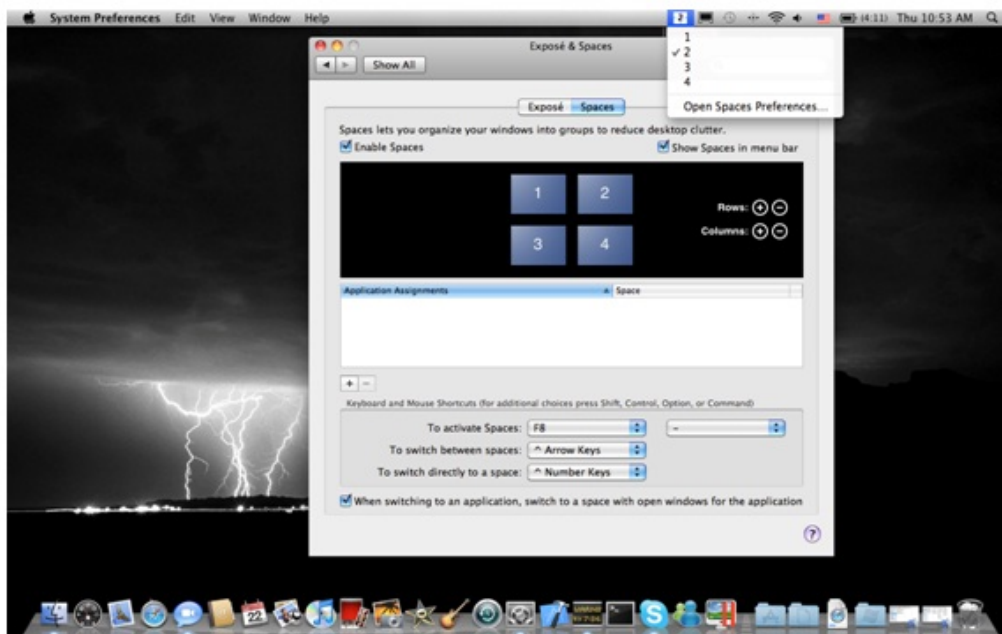 System Preferences Edit View Window Help 2 (4:11) Thu 10:53 AM
1
✓ 2
3
4
Open Spaces Preferences...
Exposé & Spaces
Show All
Exposé Spaces
Spaces lets you organize your windows into groups to reduce desktop clutter.
Enable Spaces Show Spaces in menu bar
1 2
Rows:
Columns:
3 4
Application Assignments Space
+ −
Keyboard and Mouse Shortcuts (for additional choices press Shift, Control, Option, or Command)
To activate Spaces: F8 –
To switch between spaces: ^ Arrow Keys
To switch directly to a space: ^ Number Keys
When switching to an application, switch to a space with open windows for the application
?
22